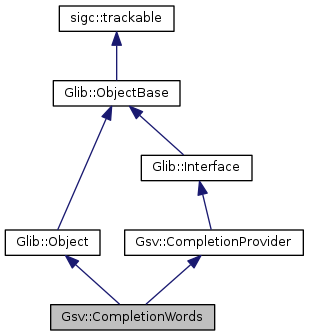 sigc::trackable
Glib::ObjectBase
Glib::Interface
Glib::Object
Gsv::CompletionProvider
Gsv::CompletionWords